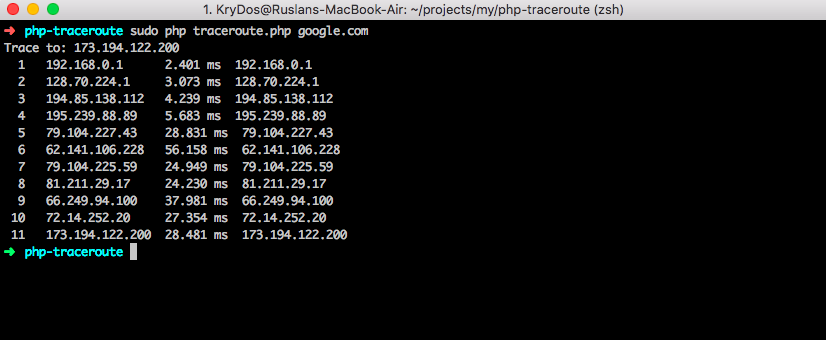 1. KryDos@Ruslans-MacBook-Air: ~/projects/my/php-traceroute (zsh)
➜ php-traceroute sudo php traceroute.php google.com
Trace to: 173.194.122.200
1 192.168.0.1 2.401 ms 192.168.0.1
2 128.70.224.1 3.073 ms 128.70.224.1
3 194.85.138.112 4.239 ms 194.85.138.112
4 195.239.88.89 5.683 ms 195.239.88.89
5 79.104.227.43 28.831 ms 79.104.227.43
6 62.141.106.228 56.158 ms 62.141.106.228
7 79.104.225.59 24.949 ms 79.104.225.59
8 81.211.29.17 24.230 ms 81.211.29.17
9 66.249.94.100 37.981 ms 66.249.94.100
10 72.14.252.20 27.354 ms 72.14.252.20
11 173.194.122.200 28.481 ms 173.194.122.200
➜ php-traceroute